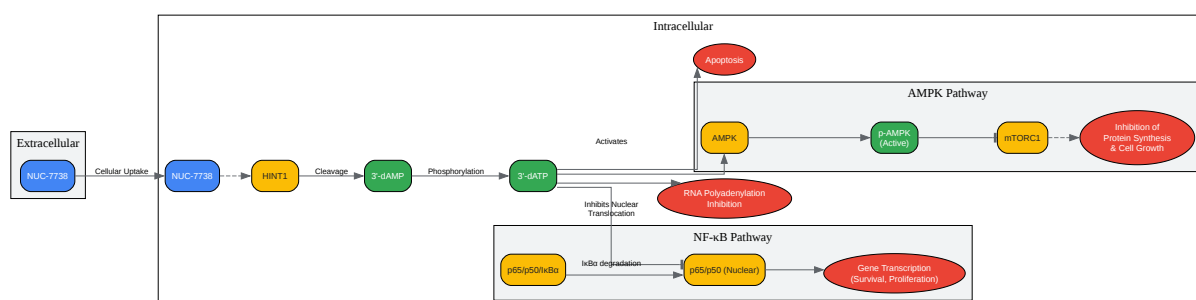 Intracellular
Apoptosis
AMPK Pathway
Extracellular
NUC-7738
Cellular Uptake
NUC-7738
HINT1
Cleavage
3'-dAMP
Phosphorylation
3'-dATP
Activates
AMPK
p-AMPK
(Active)
mTORC1
Inhibition of
Protein Synthesis
& Cell Growth
RNA Polyadenylation
Inhibition
Inhibits Nuclear
Translocation
NF-κB Pathway
p65/p50/IκBα
IκBα degradation
p65/p50 (Nuclear)
Gene Transcription
(Survival, Proliferation)